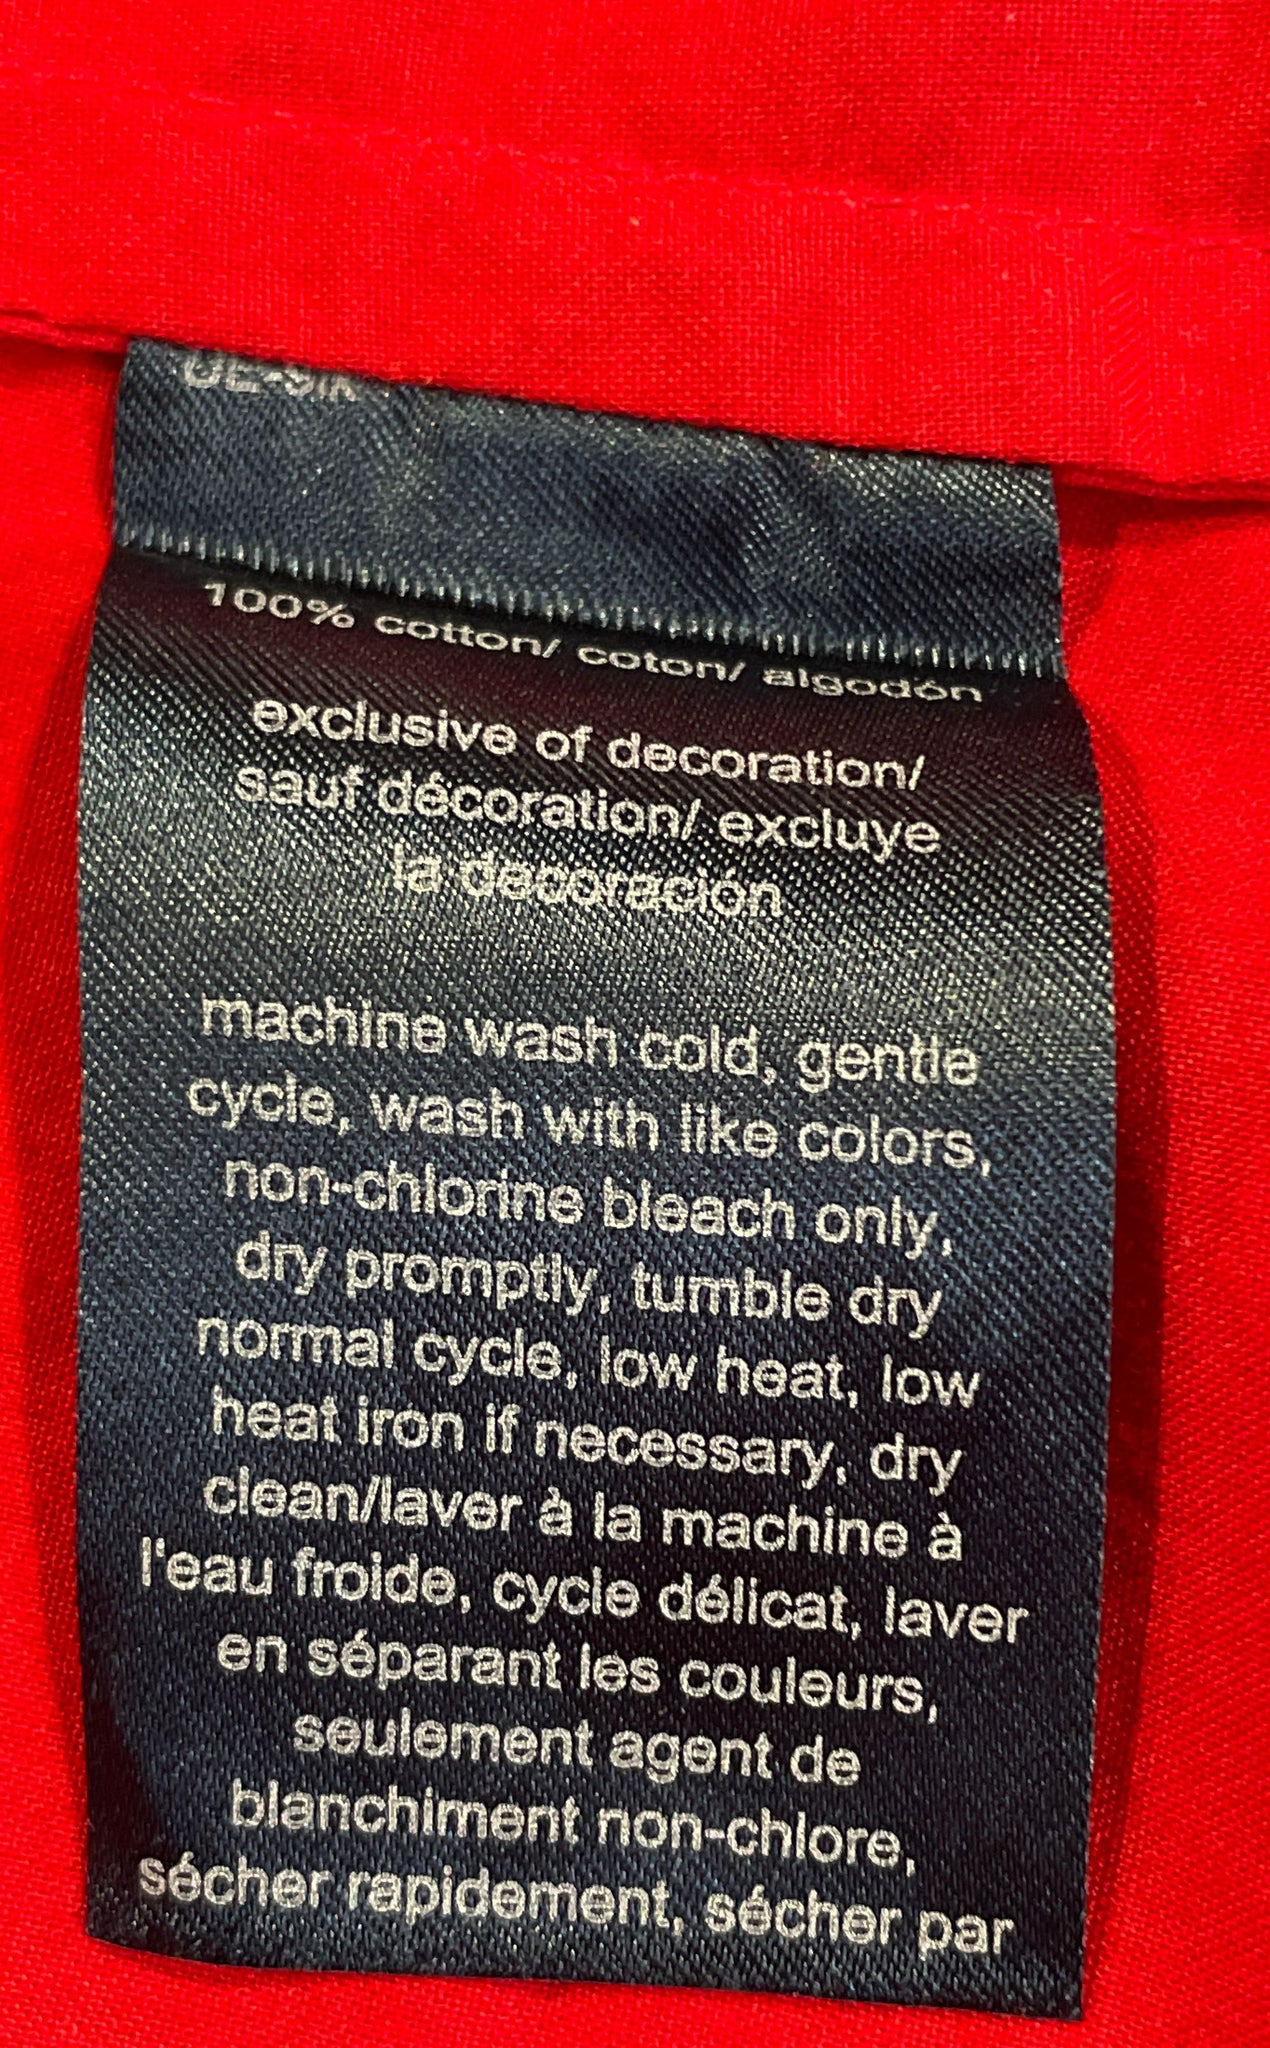 100% cotton/ coton/ algodón
exclusive of decoration/
sauf décoration/ excluye
la decoración
machine wash cold, gentle
cycle, wash with like colors,
non-chlorine bleach only,
dry promptly, tumble dry
normal cycle, low heat, low
heat iron if necessary, dry
clean/laver à la machine à
l'eau froide, cycle délicat, laver
en séparant les couleurs,
seulement agent de
blanchiment non-chlore,
sécher rapidement, sécher par